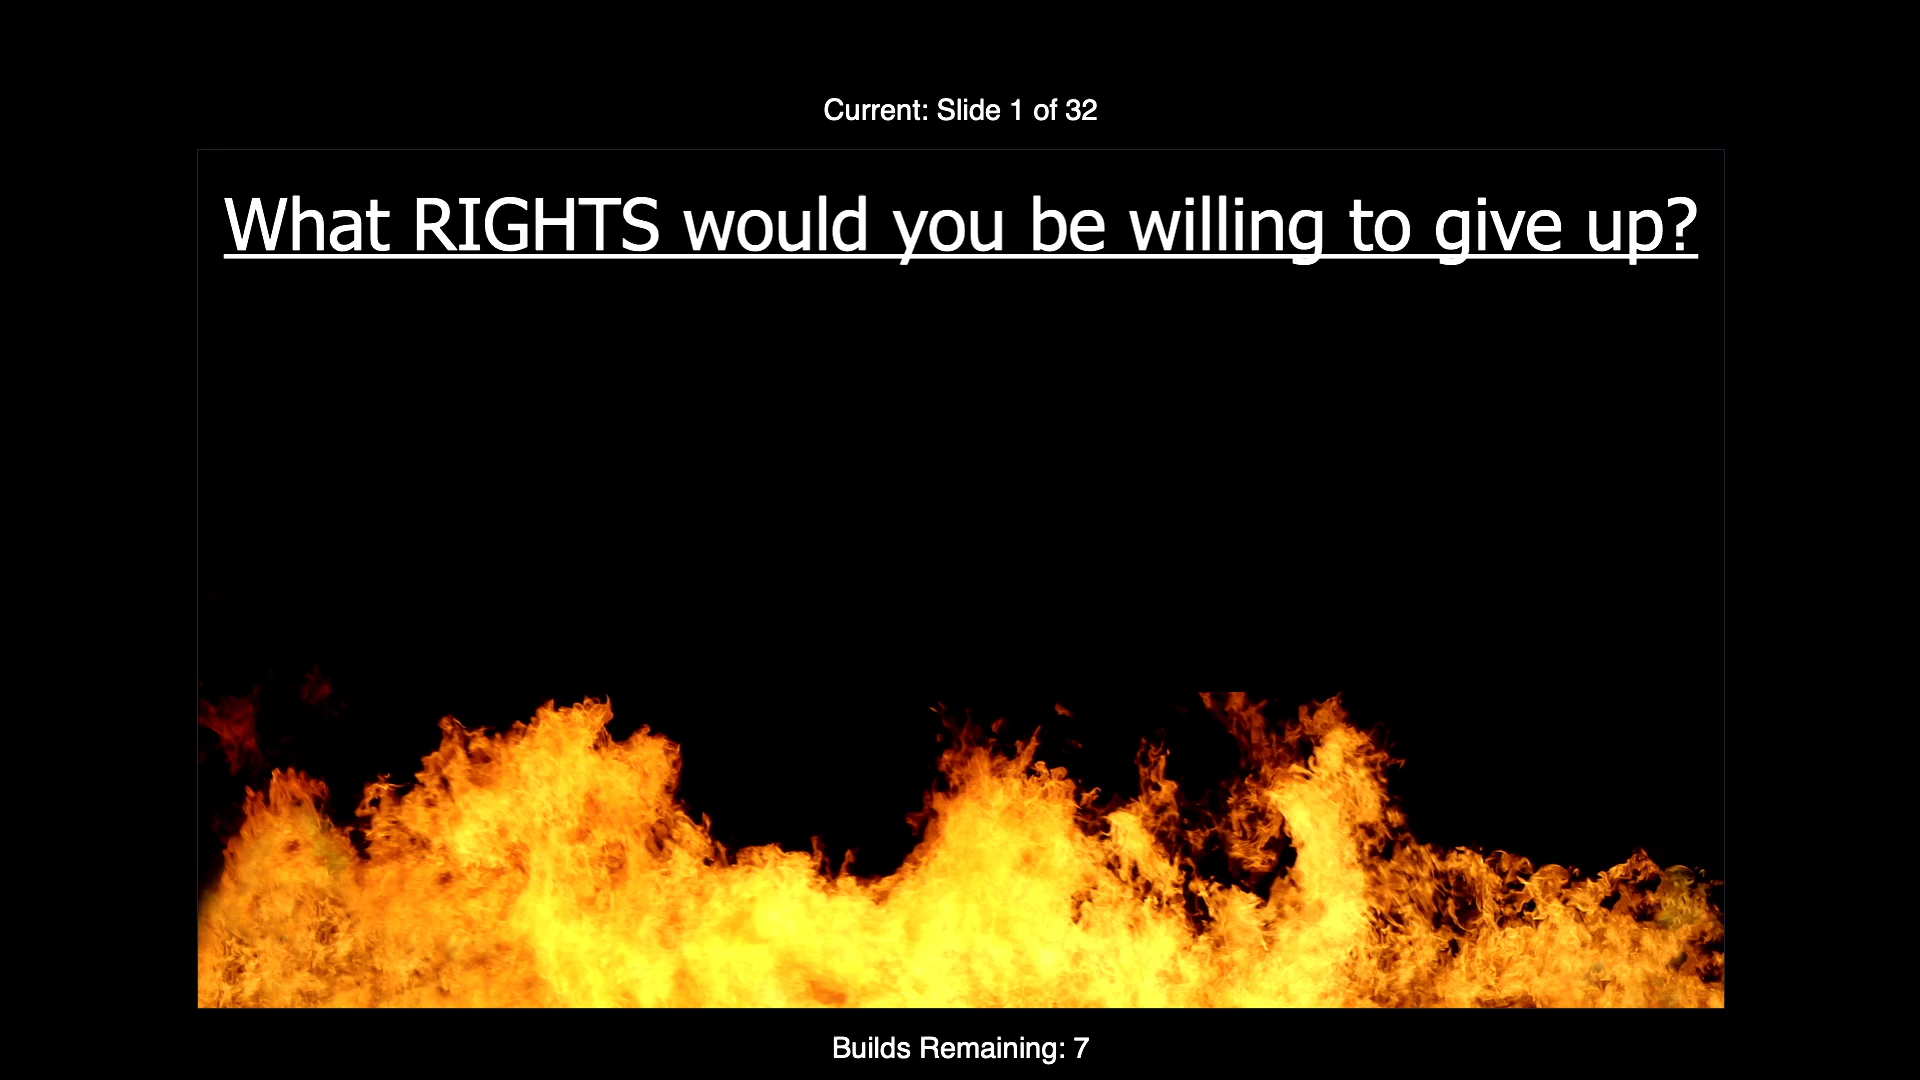 Current: Slide 1 of 32
What RIGHTS would you be willing to give up?
Builds Remaining: 7